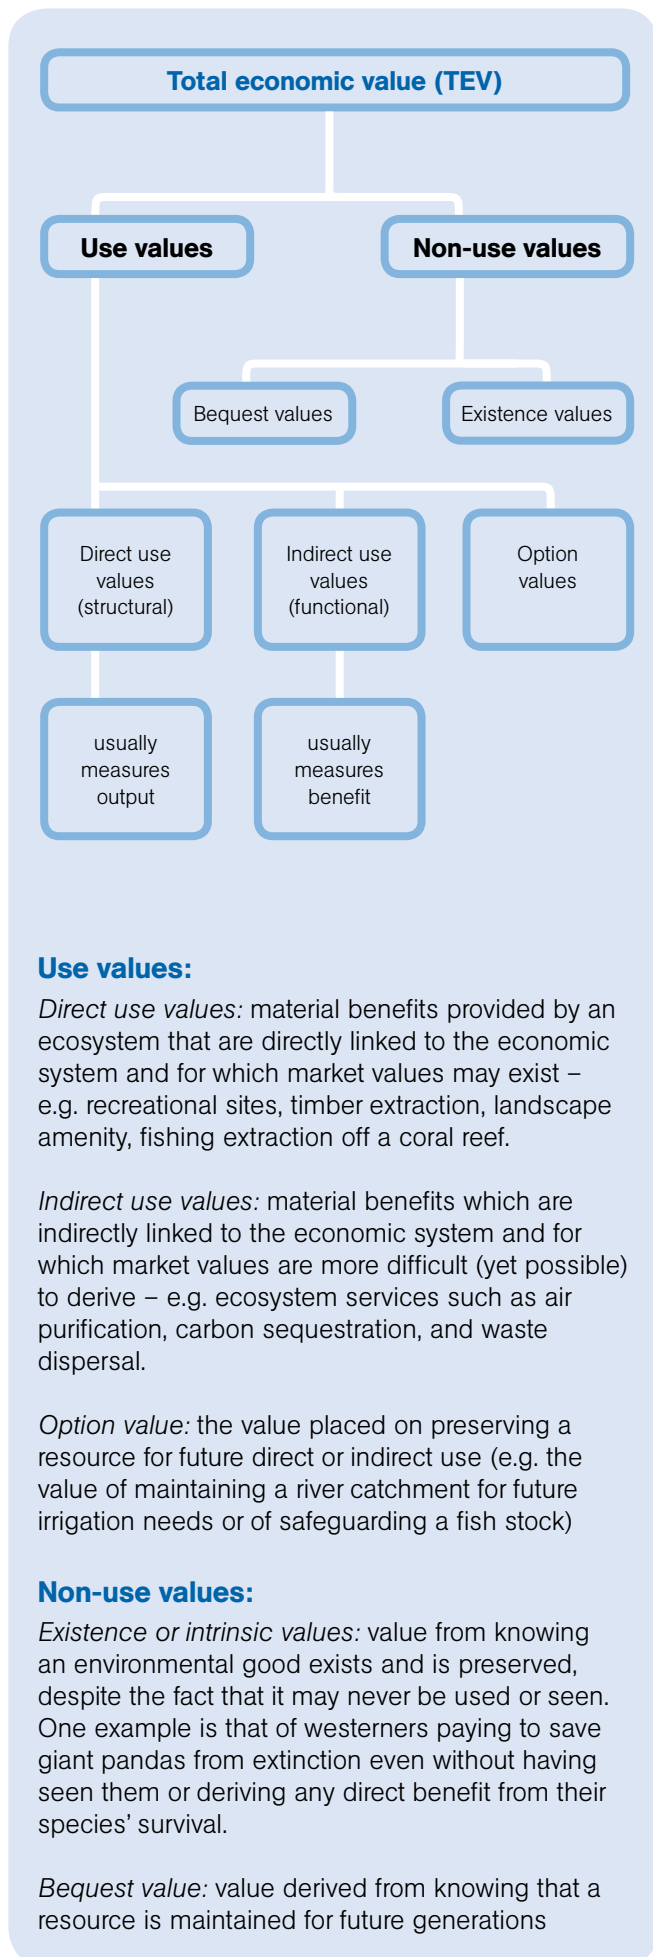 Total economic value (TEV)
Use values
Non-use values
Bequest values
Existence values
Direct use
values
(structural)
Indirect use
values
(functional)
Option
values
usually
measures
output
usually
measures
benefit
Use values:
Direct use values: material benefits provided by an
ecosystem that are directly linked to the economic
system and for which market values may exist –
e.g. recreational sites, timber extraction, landscape
amenity, fishing extraction off a coral reef.
Indirect use values: material benefits which are
indirectly linked to the economic system and for
which market values are more difficult (yet possible)
to derive – e.g. ecosystem services such as air
purification, carbon sequestration, and waste
dispersal.
Option value: the value placed on preserving a
resource for future direct or indirect use (e.g. the
value of maintaining a river catchment for future
irrigation needs or of safeguarding a fish stock)
Non-use values:
Existence or intrinsic values: value from knowing
an environmental good exists and is preserved,
despite the fact that it may never be used or seen.
One example is that of westerners paying to save
giant pandas from extinction even without having
seen them or deriving any direct benefit from their
species’ survival.
Bequest value: value derived from knowing that a
resource is maintained for future generations